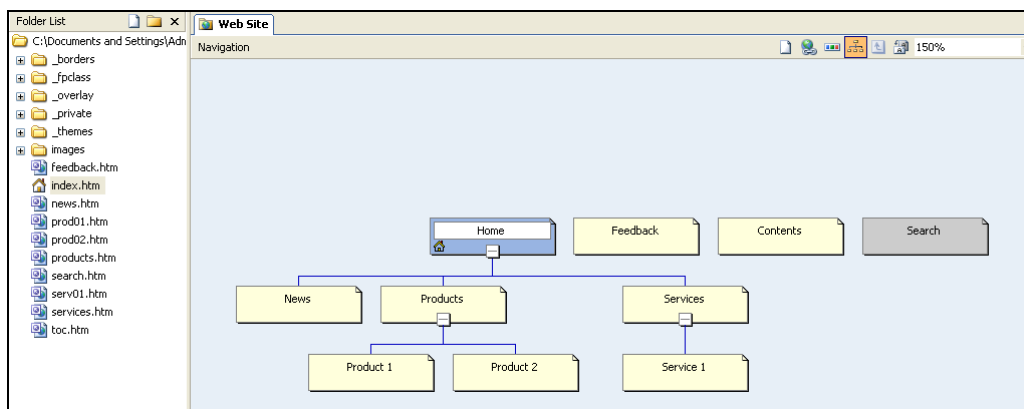 Folder List
Web Site
C:\Documents and Settings\Adn
Navigation
150%
_borders
_fpclass
_overlay
_private
_themes
images
feedback.htm
index.htm
news.htm
prod01.htm
prod02.htm
products.htm
search.htm
serv01.htm
services.htm
toc.htm
Home
Feedback
Contents
Search
News
Products
Services
Product 1
Product 2
Service 1